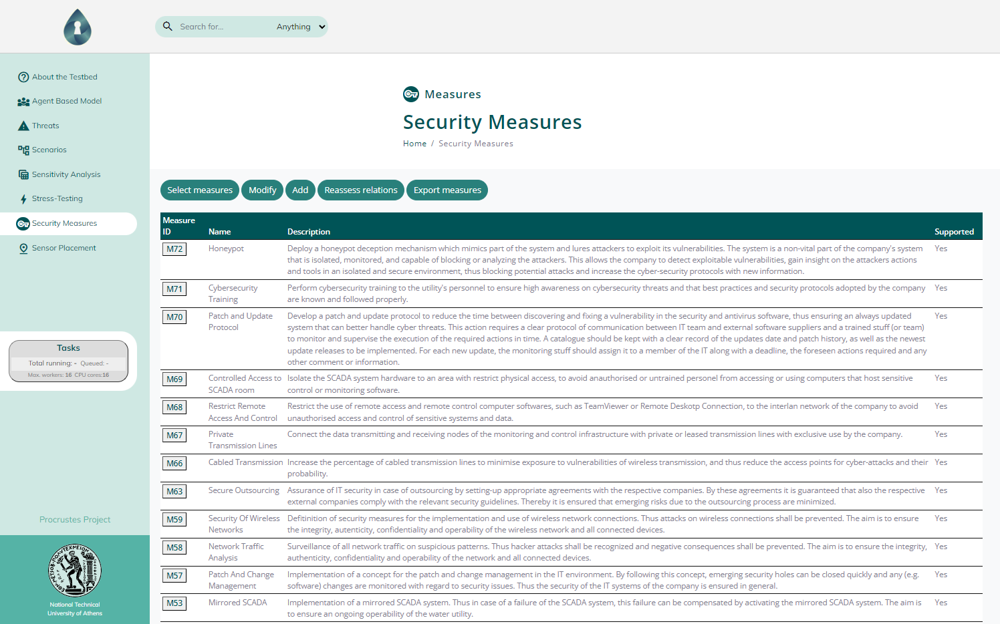 Search for...
Anything
About the Testbed
Agent Based Model
Threats
Scenarios
Sensitivity Analysis
Stress-Testing
Security Measures
Sensor Placement
Tasks
Total running: - Queued: -
Max. workers: 16 CPU cores:16
Procrustes Project
National Technical
University of Athens
Measures
Security Measures
Home / Security Measures
Select measures
Modify
Add
Reassess relations
Export measures
Measure
ID
Name
Description
Supported
M72
Honeypot
Deploy a honeypot deception mechanism which mimics part of the system and lures attackers to exploit its vulnerabilities. The system is a non-vital part of the company's system
that is isolated, monitored, and capable of blocking or analyzing the attackers. This allows the company to detect exploitable vulnerabilities, gain insight on the attackers actions
and tools in an isolated and secure environment, thus blocking potential attacks and increase the cyber-security protocols with new information.
Yes
M71
Cybersecurity
Training
Perform cybersecurity training to the utility's personnel to ensure high awareness on cybersecurity threats and that best practices and security protocols adopted by the company
are known and followed properly.
Yes
M70
Patch and Update
Protocol
Develop a patch and update protocol to reduce the time between discovering and fixing a vulnerability in the security and antivirus software, thus ensuring an always updated
system that can better handle cyber threats. This action requires a clear protocol of communication between IT team and external software suppliers and a trained stuff (or team)
to monitor and supervise the execution of the required actions in time. A catalogue should be kept with a clear record of the updates date and patch history, as well as the newest
update releases to be implemented. For each new update, the monitoring stuff should assign it to a member of the IT along with a deadline, the foreseen actions required and any
other comment or information.
Yes
M69
Controlled Access to
SCADA room
Isolate the SCADA system hardware to an area with restrict physical access, to avoid anauthorised or untrained personel from accessing or using computers that host sensitive
control or monitoring software.
Yes
M68
Restrict Remote
Access And Control
Restrict the use of remote access and remote control computer softwares, such as TeamViewer or Remote Deskotp Connection, to the interlan network of the company to avoid
unauthorised access and control of sensitive systems and data.
Yes
M67
Private
Transmission Lines
Connect the data transmitting and receiving nodes of the monitoring and control infrastructure with private or leased transmission lines with exclusive use by the company.
Yes
M66
Cabled Transmission
Increase the percentage of cabled transmission lines to minimise exposure to vulnerabilities of wireless transmission, and thus reduce the access points for cyber-attacks and their
probability.
Yes
M63
Secure Outsourcing
Assurance of IT security in case of outsourcing by setting-up appropriate agreements with the respective companies. By these agreements it is guaranteed that also the respective
external companies comply with the relevant security guidelines. Thereby it is ensured that emerging risks due to the outsourcing process are minimized.
Yes
M59
Security Of Wireless
Networks
Defitinition of security measures for the implementation and use of wireless network connections. Thus attacks on wireless connections shall be prevented. The aim is to ensure
the integrity, autenticity, confidentiality and operability of the wireless network and all connected devices.
Yes
M58
Network Traffic
Analysis
Surveillance of all network traffic on suspicious patterns. Thus hacker attacks shall be recognized and negative consequences shall be prevented. The aim is to ensure the integrity,
authenticity, confidentiality and operability of the network and all connected devices.
Yes
M57
Patch And Change
Management
Implementation of a concept for the patch and change management in the IT environment. By following this concept, emerging security holes can be closed quickly and any (e.g.
software) changes are monitored with regard to security issues. Thus the security of the IT systems of the company is ensured in general.
Yes
M53
Mirrored SCADA
Implementation of a mirrored SCADA system. Thus in case of a failure of the SCADA system, this failure can be compensated by activating the mirrored SCADA system. The aim is
to ensure an ongoing operability of the water utility.
Yes